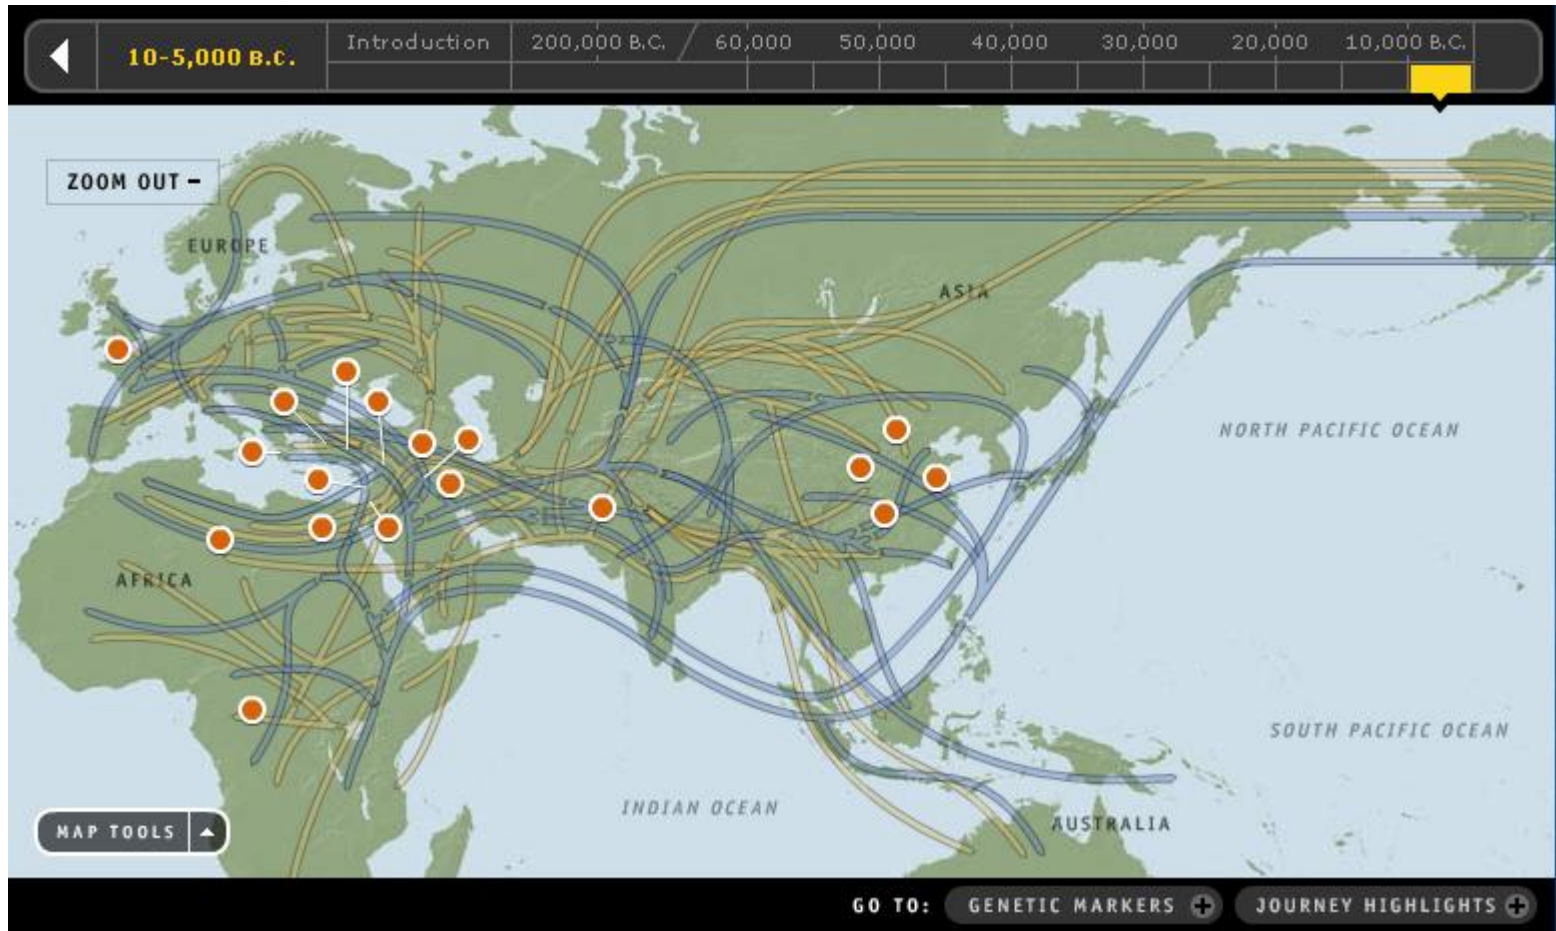 10-5,000 B.C.
Introduction
200,000 B.C.
60,000
50,000
40,000
30,000
20,000
10,000 B.C.
ZOOM OUT –
EUROPE
ASIA
NORTH PACIFIC OCEAN
AFRICA
SOUTH PACIFIC OCEAN
INDIAN OCEAN
AUSTRALIA
MAP TOOLS
GO TO:
GENETIC MARKERS +
JOURNEY HIGHLIGHTS +